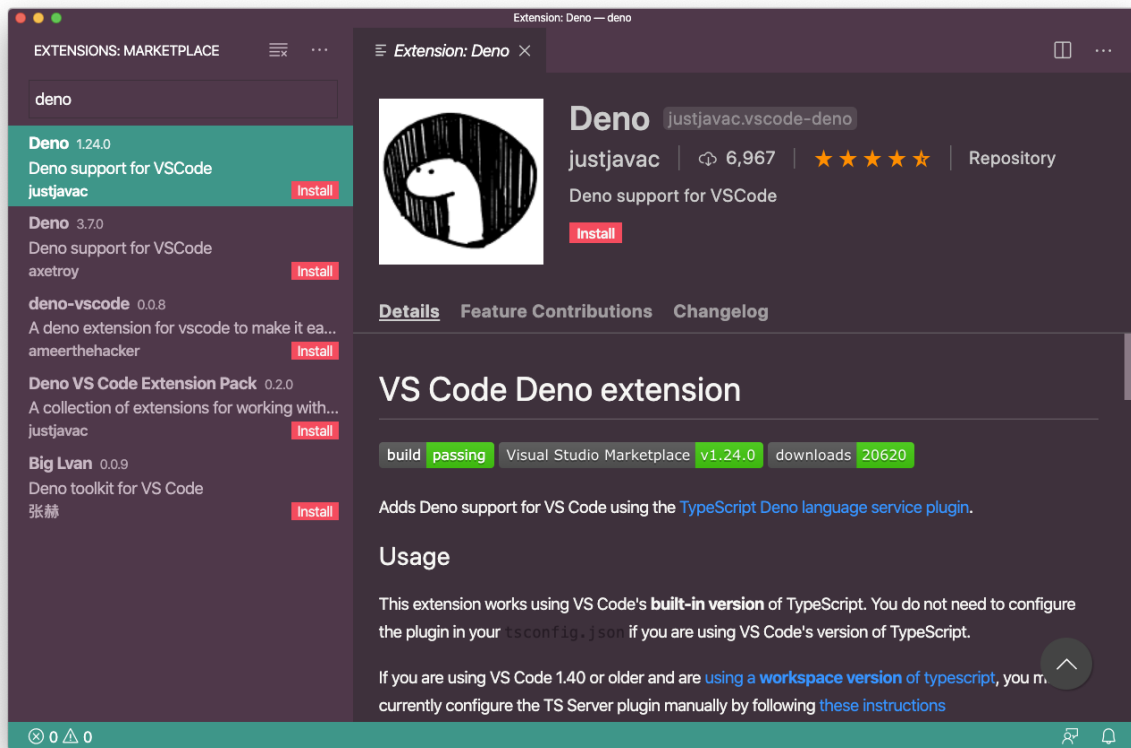 Extension: Deno — deno
EXTENSIONS: MARKETPLACE
deno
Deno 1.24.0
Deno support for VSCode
justjavac Install
Deno 3.7.0
Deno support for VSCode
axetroy Install
deno-vscode 0.0.8
A deno extension for vscode to make it ea...
ameerthehacker Install
Deno VS Code Extension Pack 0.2.0
A collection of extensions for working with...
justjavac Install
Big Lvan 0.0.9
Deno toolkit for VS Code
张赫 Install
Extension: Deno
Deno justjavac.vscode-deno
justjavac 6,967 Repository
Deno support for VSCode
Install
Details Feature Contributions Changelog
VS Code Deno extension
build passing Visual Studio Marketplace v1.24.0 downloads 20620
Adds Deno support for VS Code using the TypeScript Deno language service plugin.
Usage
This extension works using VS Code's built-in version of TypeScript. You do not need to configure
the plugin in your tsconfig.json if you are using VS Code's version of TypeScript.
If you are using VS Code 1.40 or older and are using a workspace version of typescript, you m
currently configure the TS Server plugin manually by following these instructions
0 0